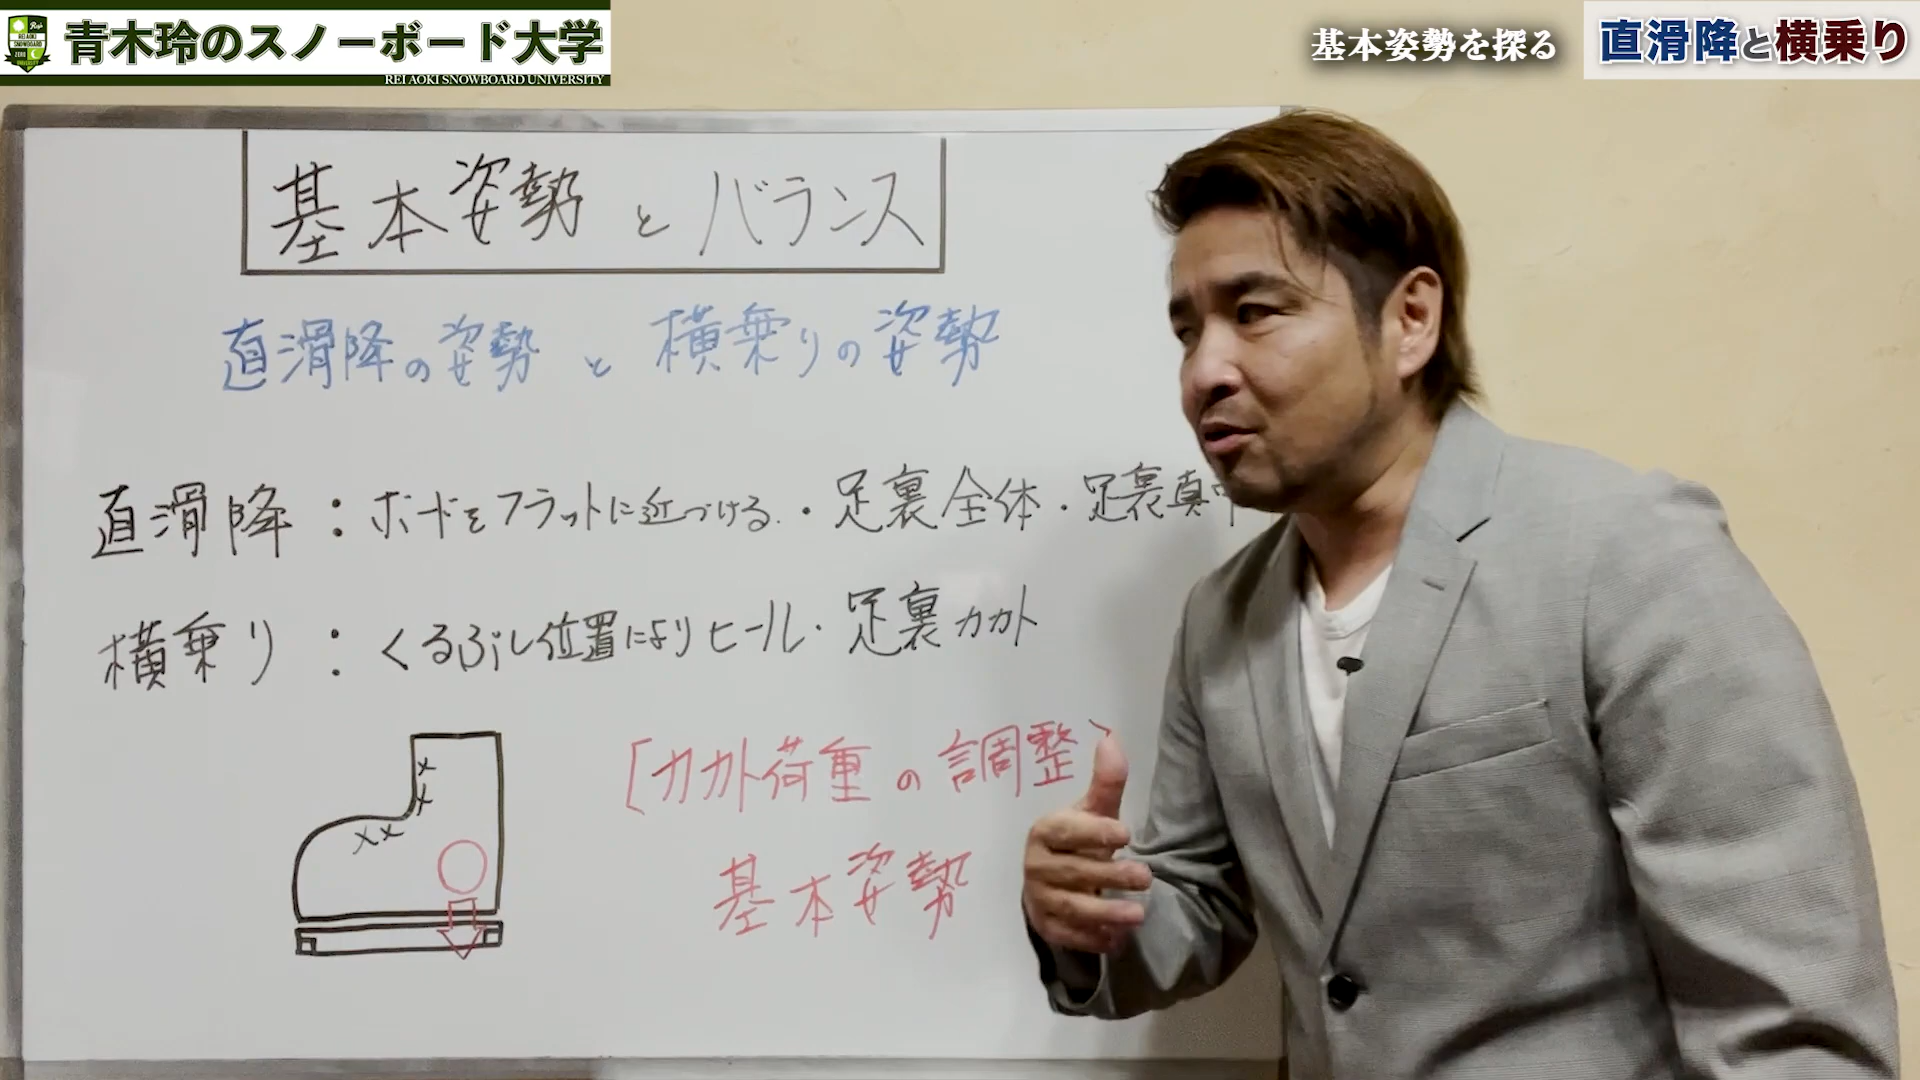 青木玲のスノーボード大学
REI AOKI SNOWBOARD UNIVERSITY
基本姿勢を探る
直滑降と横乗り
基本姿勢とバランス
直滑降の姿勢と横乗りの姿勢
直滑降:ボードをフラットに近づける・足裏全体・足裏真中
横乗り:くるぶし位置によりヒール・足裏カカト
[カカト荷重の調整]
基本姿勢